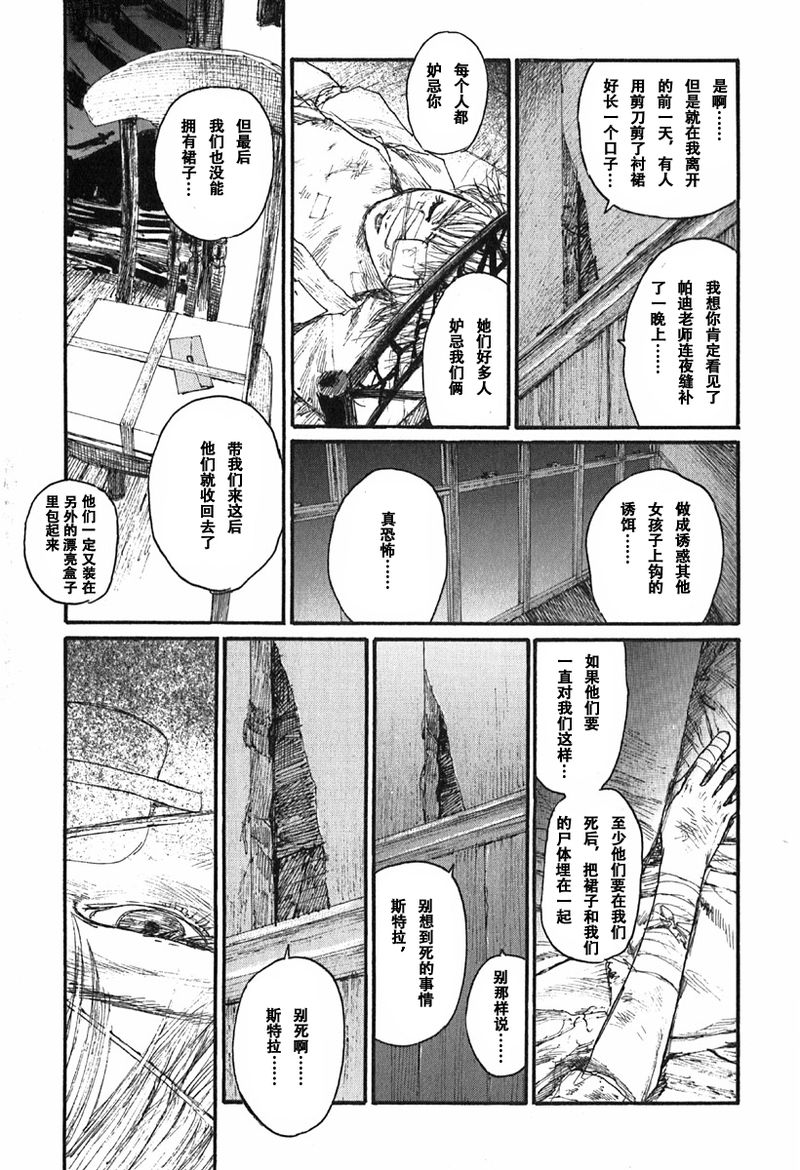 是啊……
但是就在我离开
的前一天，有人
用剪刀剪了衬裙
好长一个口子…
我想你肯定看见了
帕迪老师连夜缝补
了一晚上……
每个人都
妒忌你
她们好多人
妒忌我们俩
但最后
我们也没能
拥有裙子…
带我们来这后
他们就收回去了
他们一定又装在
另外的漂亮盒子
里包起来
做成诱惑其他
女孩子上钩的
诱饵……
真恐怖……
如果他们要
一直对我们这样…
至少他们要在我们
死后，把裙子和我们
的尸体埋在一起
别那样说……
别想到死的事情
斯特拉，
别死啊……
斯特拉……